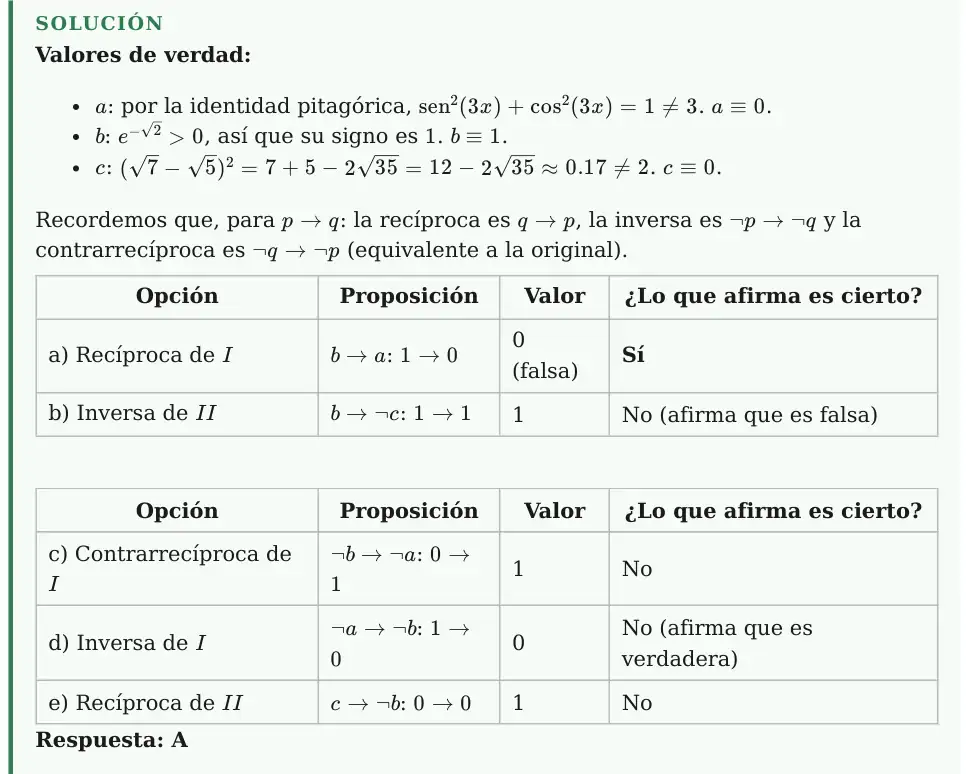 SOLUCIÓN
Valores de verdad:
• a: por la identidad pitagórica, sen²(3x) + cos²(3x) = 1 ≠ 3. a ≡ 0.
• b: e^{−√2} > 0, así que su signo es 1. b ≡ 1.
• c: (√7 − √5)² = 7 + 5 − 2√35 = 12 − 2√35 ≈ 0.17 ≠ 2. c ≡ 0.
Recordemos que, para p → q: la recíproca es q → p, la inversa es ¬p → ¬q y la
contrarrecíproca es ¬q → ¬p (equivalente a la original).
Opción Proposición Valor ¿Lo que afirma es cierto?
a) Recíproca de I b → a: 1 → 0 0
(falsa) Sí
b) Inversa de II b → ¬c: 1 → 1 1 No (afirma que es falsa)
Opción Proposición Valor ¿Lo que afirma es cierto?
c) Contrarrecíproca de
I ¬b → ¬a: 0 →
1 1 No
d) Inversa de I ¬a → ¬b: 1 →
0 0 No (afirma que es
verdadera)
e) Recíproca de II c → ¬b: 0 → 0 1 No
Respuesta: A